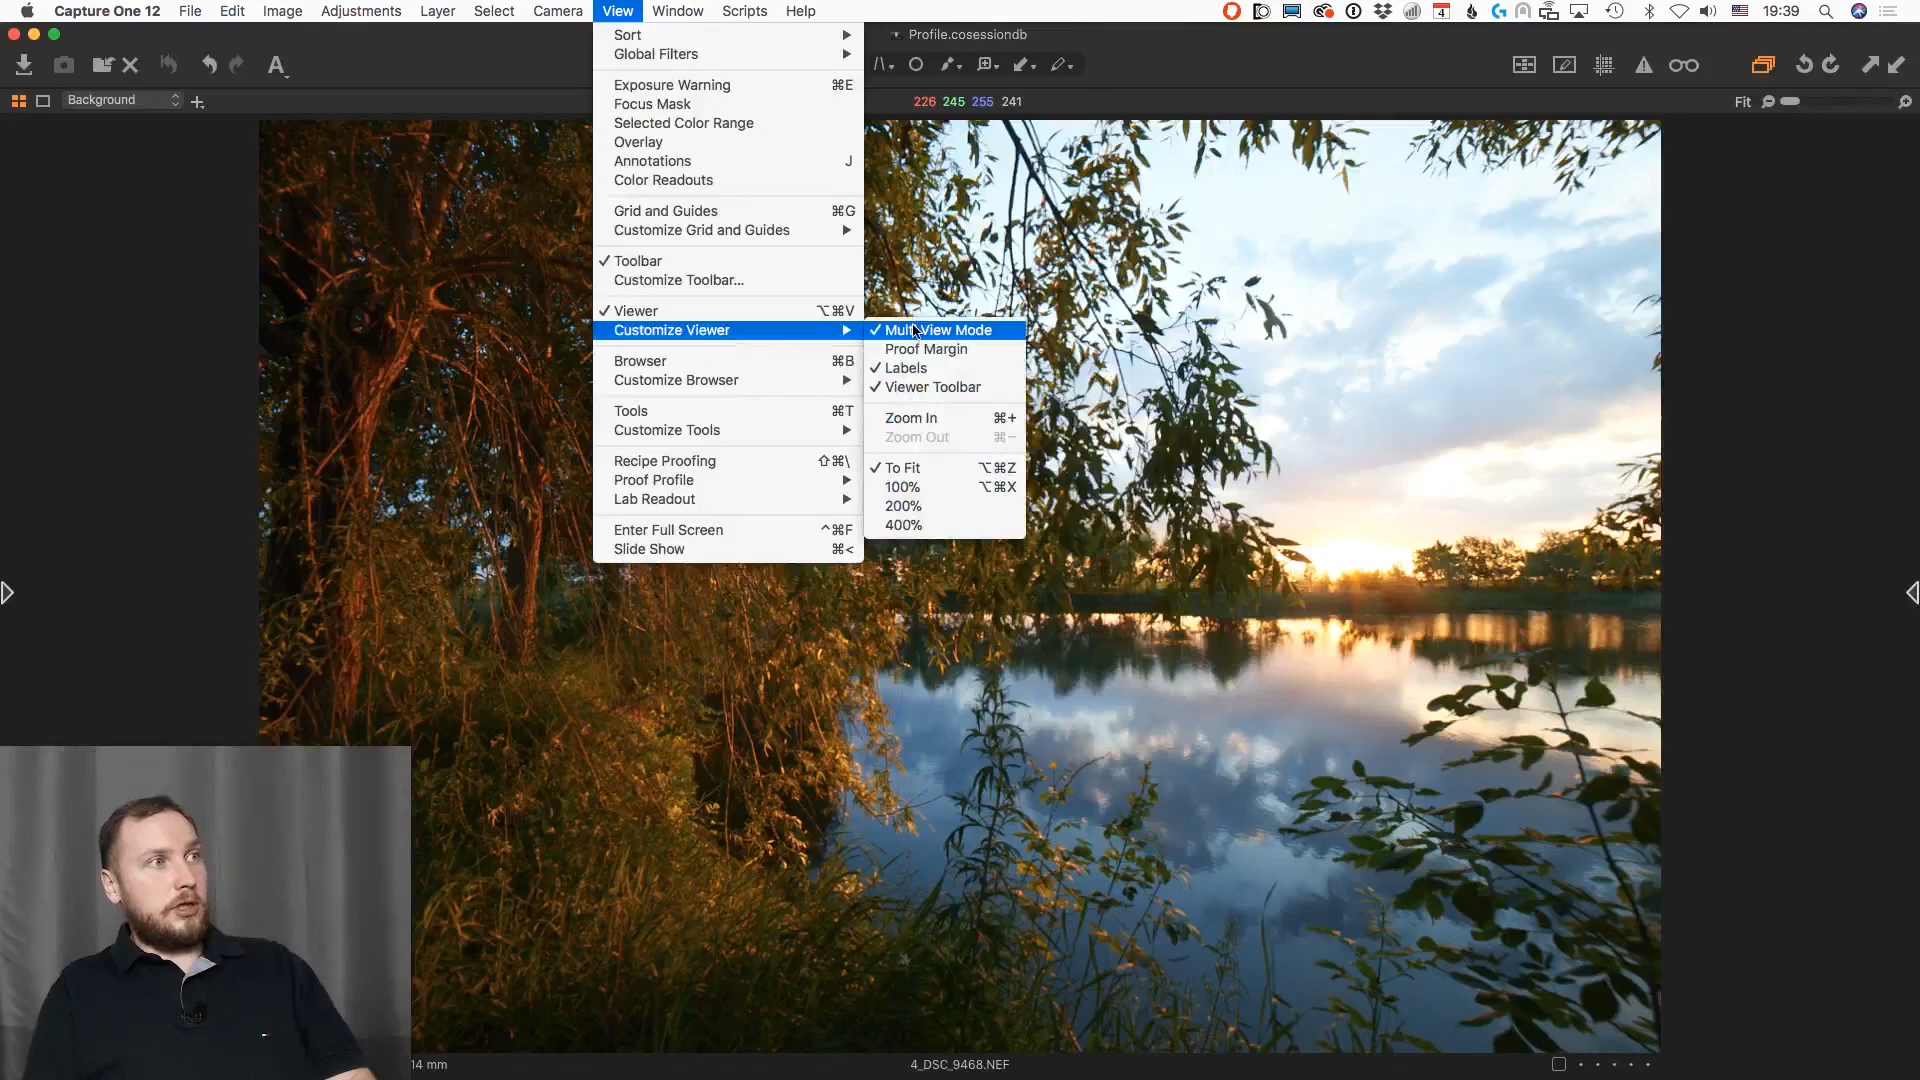 Capture One 12 File Edit Image Adjustments Layer Select Camera View Window Scripts Help 4 19:39
Profile.cosessiondb
A
Background
226 245 255 241
Fit
Sort
Global Filters
Exposure Warning ⌘E
Focus Mask
Selected Color Range
Overlay
Annotations J
Color Readouts
Grid and Guides ⌘G
Customize Grid and Guides
✓ Toolbar
Customize Toolbar...
✓ Viewer ⌥⌘V
Customize Viewer
Browser ⌘B
Customize Browser
Tools ⌘T
Customize Tools
Recipe Proofing ⇧⌘\
Proof Profile
Lab Readout
Enter Full Screen ^⌘F
Slide Show ⌘<
✓ Multi View Mode
Proof Margin
✓ Labels
✓ Viewer Toolbar
Zoom In ⌘+
Zoom Out ⌘−
✓ To Fit ⌥⌘Z
100% ⌥⌘X
200%
400%
14 mm
4_DSC_9468.NEF